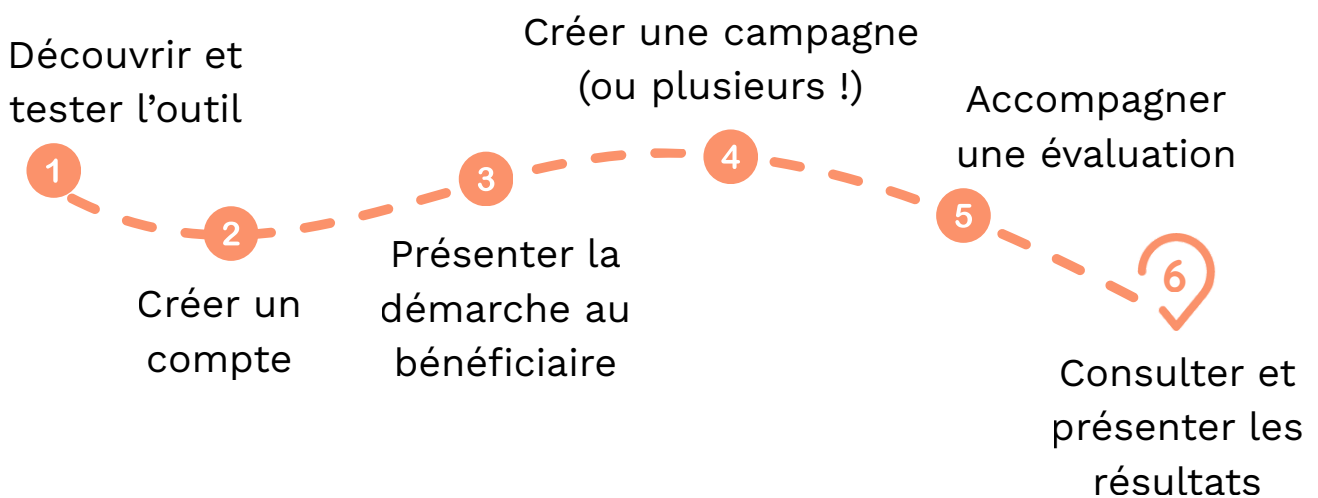 1
Découvrir et
tester l’outil
2
Créer un
compte
3
Présenter la
démarche au
bénéficiaire
4
Créer une campagne
(ou plusieurs !)
5
Accompagner
une évaluation
6
Consulter et
présenter les
résultats